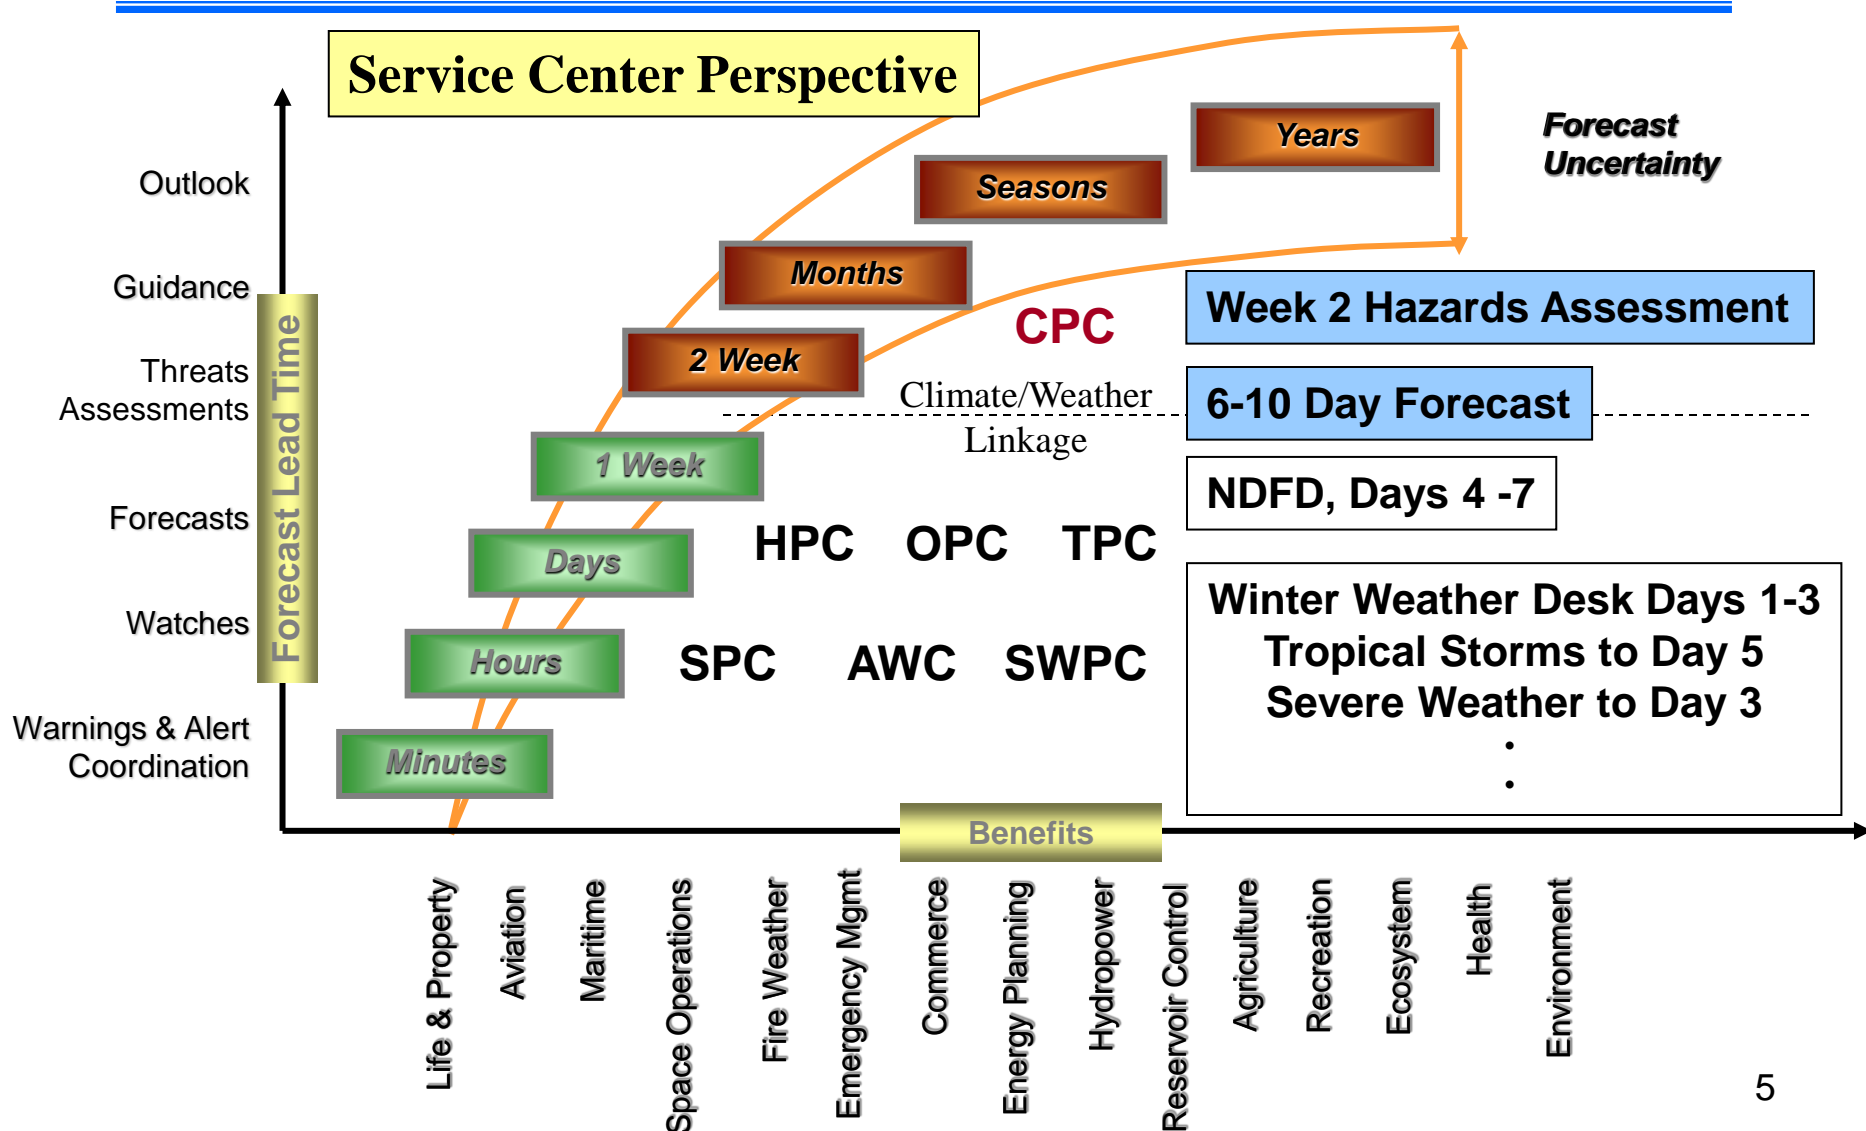 Service Center Perspective
Years
Forecast
Uncertainty
Outlook
Seasons
Guidance
Months
Week 2 Hazards Assessment
CPC
Threats
Assessments
2 Week
Climate/Weather
Linkage
6-10 Day Forecast
1 Week
NDFD, Days 4 -7
Forecast Lead Time
Forecasts
Days
HPC OPC TPC
Watches
Hours
SPC AWC SWPC
Winter Weather Desk Days 1-3
Tropical Storms to Day 5
Severe Weather to Day 3
.
.
Warnings & Alert
Coordination
Minutes
Benefits
Life & Property
Aviation
Maritime
Space Operations
Fire Weather
Emergency Mgmt
Commerce
Energy Planning
Hydropower
Reservoir Control
Agriculture
Recreation
Ecosystem
Health
Environment
5